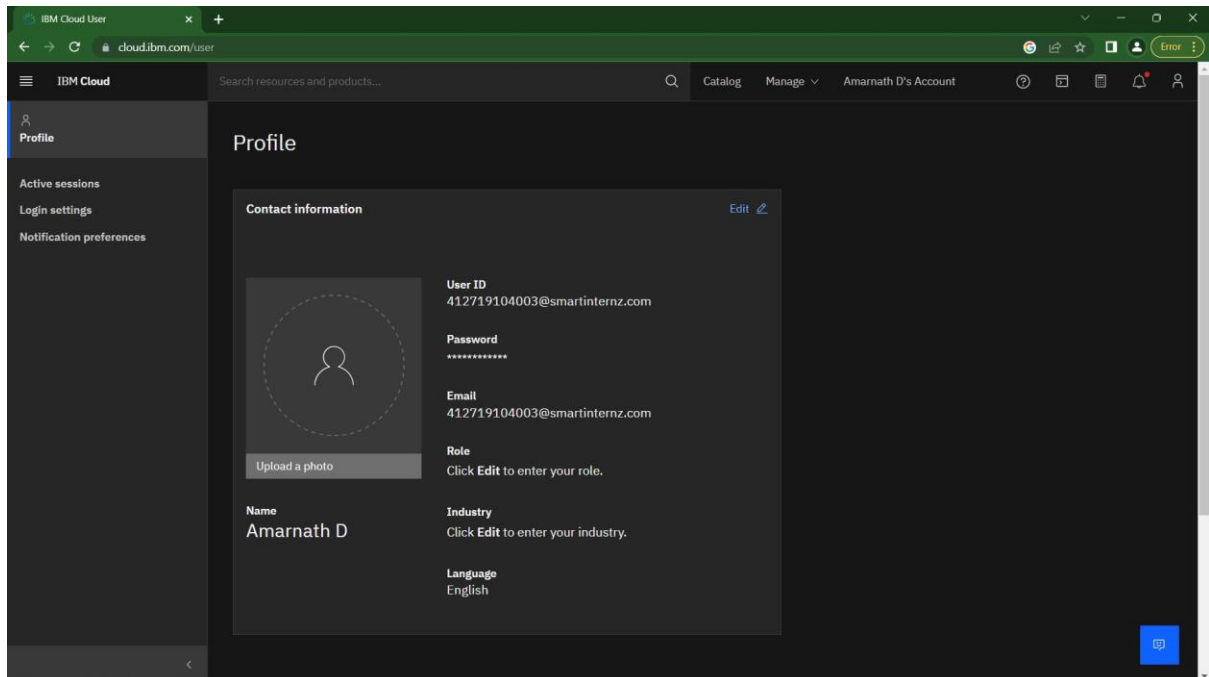 IBM Cloud User
cloud.ibm.com/user
Error
IBM Cloud
Search resources and products...
Catalog
Manage
Amarnath D's Account
Profile
Active sessions
Login settings
Notification preferences
Profile
Contact information
Edit
Upload a photo
Name
Amarnath D
User ID
412719104003@smartinternz.com
Password
************
Email
412719104003@smartinternz.com
Role
Click Edit to enter your role.
Industry
Click Edit to enter your industry.
Language
English